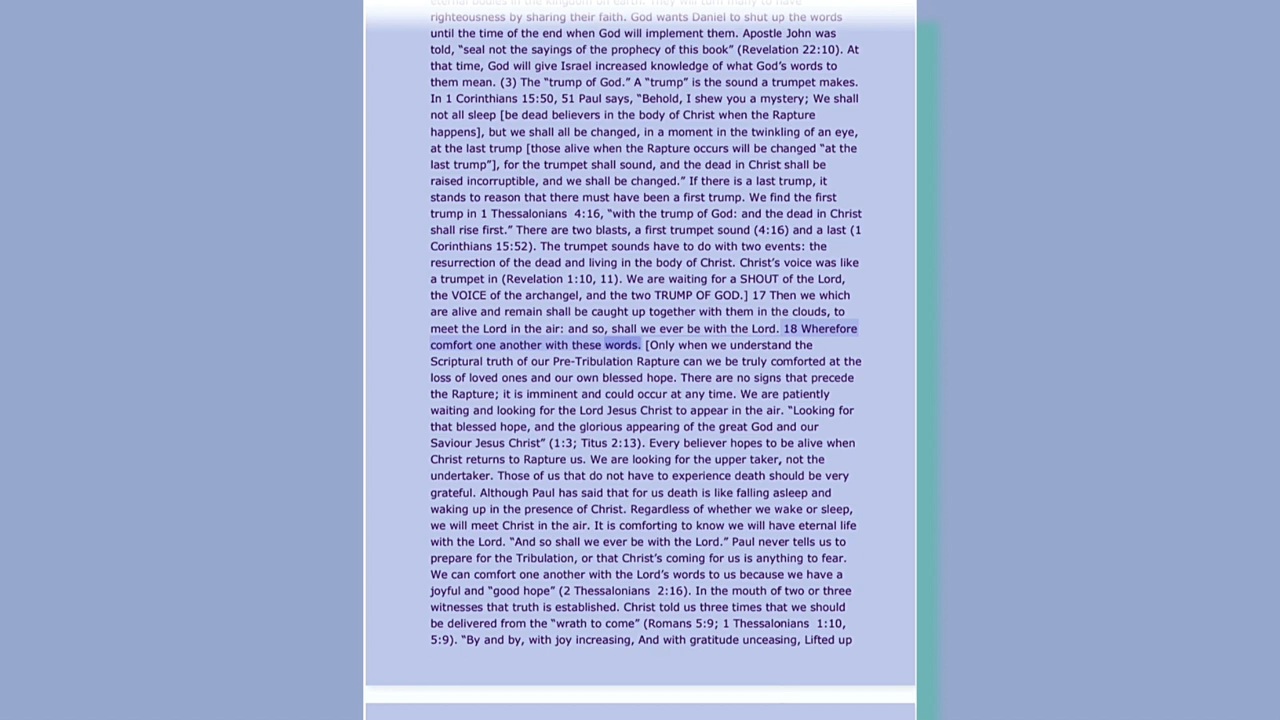 eternal bodies in the kingdom on earth. They will turn many to
righteousness by sharing their faith. God wants Daniel to shut up the words
until the time of the end when God will implement them. Apostle John was
told, “seal not the sayings of the prophecy of this book” (Revelation 22:10). At
that time, God will give Israel increased knowledge of what God’s words to
them mean. (3) The “trump of God.” A “trump” is the sound a trumpet makes.
In 1 Corinthians 15:50, 51 Paul says, “Behold, I shew you a mystery; We shall
not all sleep [be dead believers in the body of Christ when the Rapture
happens], but we shall all be changed, in a moment in the twinkling of an eye,
at the last trump [those alive when the Rapture occurs will be changed “at the
last trump”], for the trumpet shall sound, and the dead in Christ shall be
raised incorruptible, and we shall be changed.” If there is a last trump, it
stands to reason that there must have been a first trump. We find the first
trump in 1 Thessalonians 4:16, “with the trump of God: and the dead in Christ
shall rise first.” There are two blasts, a first trumpet sound (4:16) and a last (1
Corinthians 15:52). The trumpet sounds have to do with two events: the
resurrection of the dead and living in the body of Christ. Christ’s voice was like
a trumpet in (Revelation 1:10, 11). We are waiting for a SHOUT of the Lord,
the VOICE of the archangel, and the two TRUMP OF GOD.] 17 Then we which
are alive and remain shall be caught up together with them in the clouds, to
meet the Lord in the air: and so, shall we ever be with the Lord. 18 Wherefore
comfort one another with these words. [Only when we understand the
Scriptural truth of our Pre-Tribulation Rapture can we be truly comforted at the
loss of loved ones and our own blessed hope. There are no signs that precede
the Rapture; it is imminent and could occur at any time. We are patiently
waiting and looking for the Lord Jesus Christ to appear in the air. “Looking for
that blessed hope, and the glorious appearing of the great God and our
Saviour Jesus Christ” (1:3; Titus 2:13). Every believer hopes to be alive when
Christ returns to Rapture us. We are looking for the upper taker, not the
undertaker. Those of us that do not have to experience death should be very
grateful. Although Paul has said that for us death is like falling asleep and
waking up in the presence of Christ. Regardless of whether we wake or sleep,
we will meet Christ in the air. It is comforting to know we will have eternal life
with the Lord. “And so shall we ever be with the Lord.” Paul never tells us to
prepare for the Tribulation, or that Christ’s coming for us is anything to fear.
We can comfort one another with the Lord’s words to us because we have a
joyful and “good hope” (2 Thessalonians 2:16). In the mouth of two or three
witnesses that truth is established. Christ told us three times that we should
be delivered from the “wrath to come” (Romans 5:9; 1 Thessalonians 1:10,
5:9). “By and by, with joy increasing, And with gratitude unceasing, Lifted up